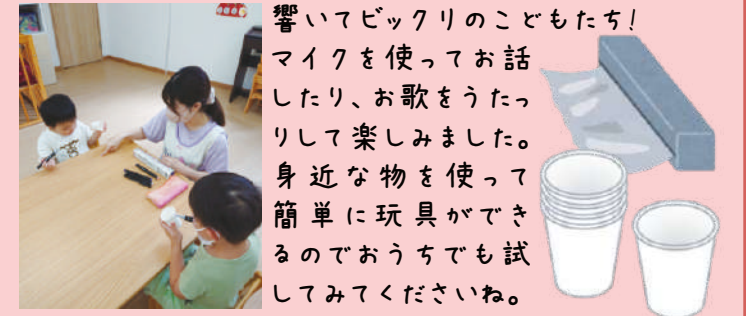 響いてビックリのこどもたち!
マイクを使ってお話
したり、お歌をうたっ
りして楽しみました。
身近な物を使って
簡単に玩具ができ
るのでおうちでも試
してみてくださいね。